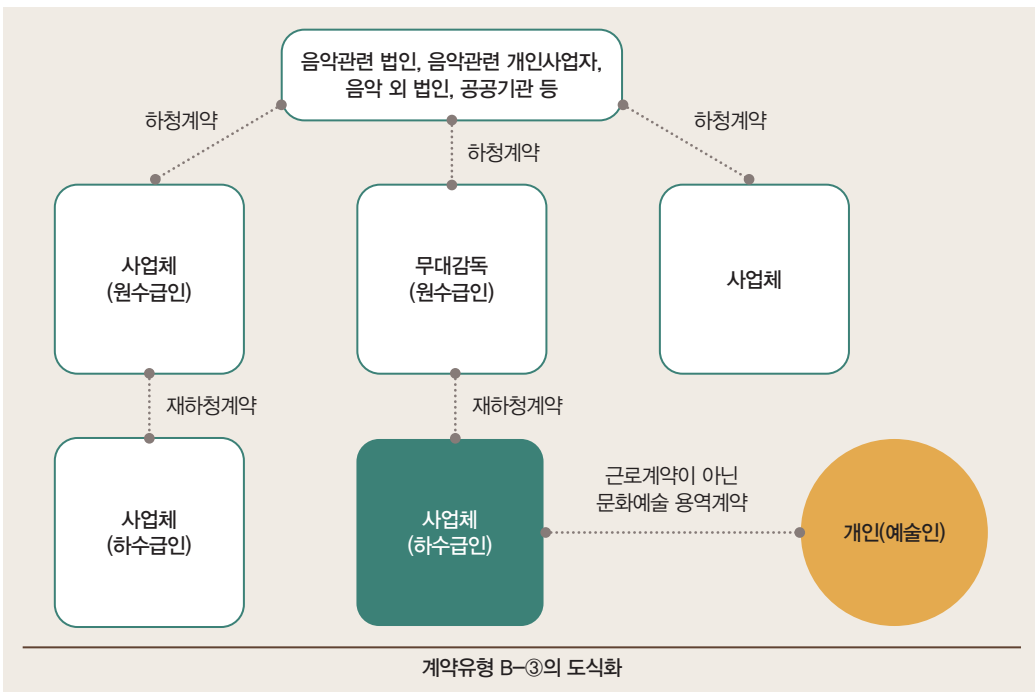 음악관련 법인, 음악관련 개인사업자,
음악 외 법인, 공공기관 등
하청계약
하청계약
하청계약
사업체
(원수급인)
무대감독
(원수급인)
사업체
재하청계약
재하청계약
사업체
(하수급인)
사업체
(하수급인)
근로계약이 아닌
문화예술 용역계약
개인(예술인)
계약유형 B-③의 도식화